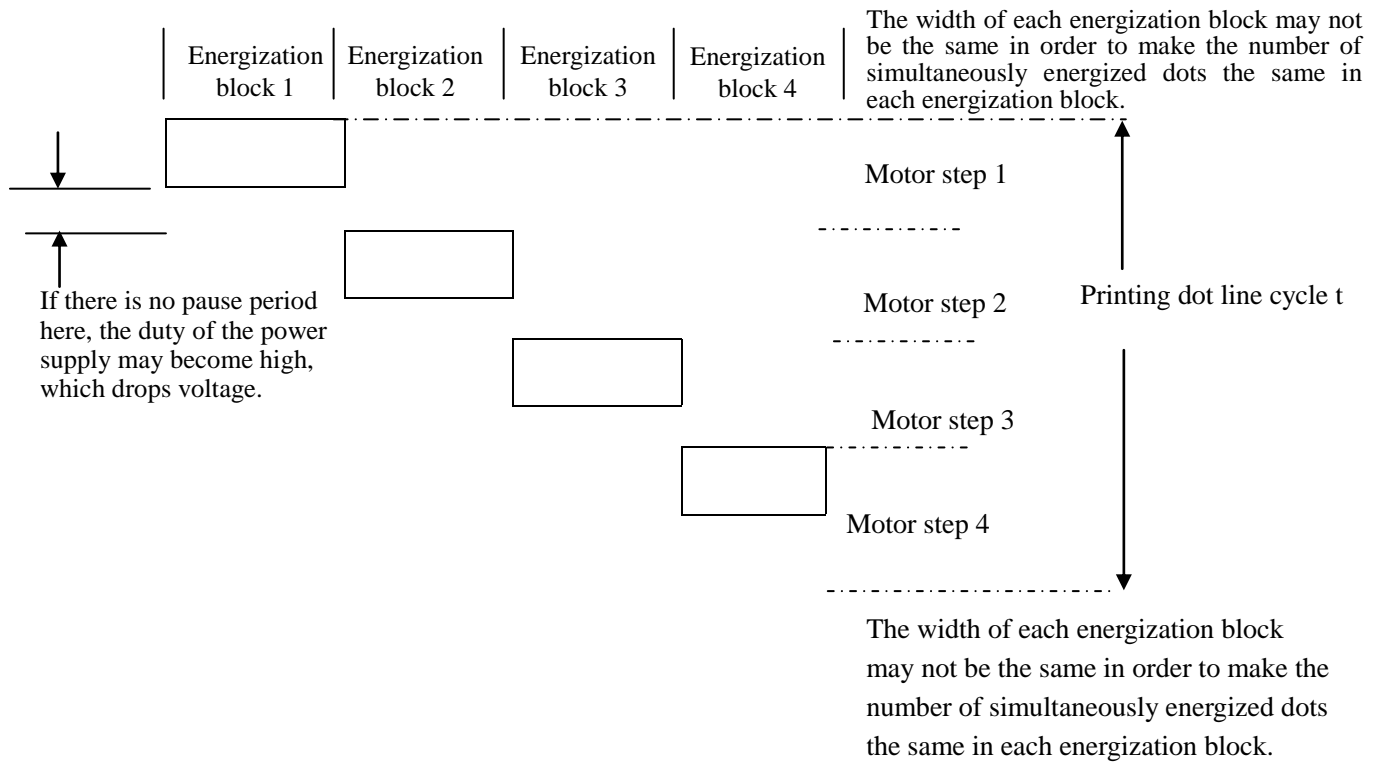 Energization
block 1
Energization
block 2
Energization
block 3
Energization
block 4
The width of each energization block may not
be the same in order to make the number of
simultaneously energized dots the same in
each energization block.
Motor step 1
If there is no pause period
here, the duty of the power
supply may become high,
which drops voltage.
Motor step 2
Printing dot line cycle t
Motor step 3
Motor step 4
The width of each energization block
may not be the same in order to make the
number of simultaneously energized dots
the same in each energization block.